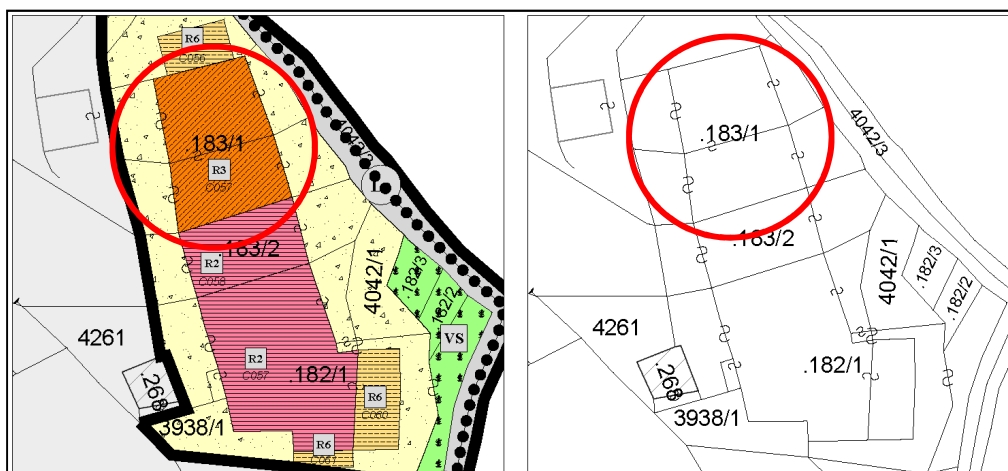 R6
C056
.183/1
R3
C057
4042/3
L
.183/2
R2
C058
4042/1
.182/3
.182/2
VS
4261
R2
C057
.182/1
.268
R6
C060
3938/1
R6
C061
.183/1
4042/3
.183/2
4042/1
.182/3
.182/2
4261
.182/1
.268
3938/1